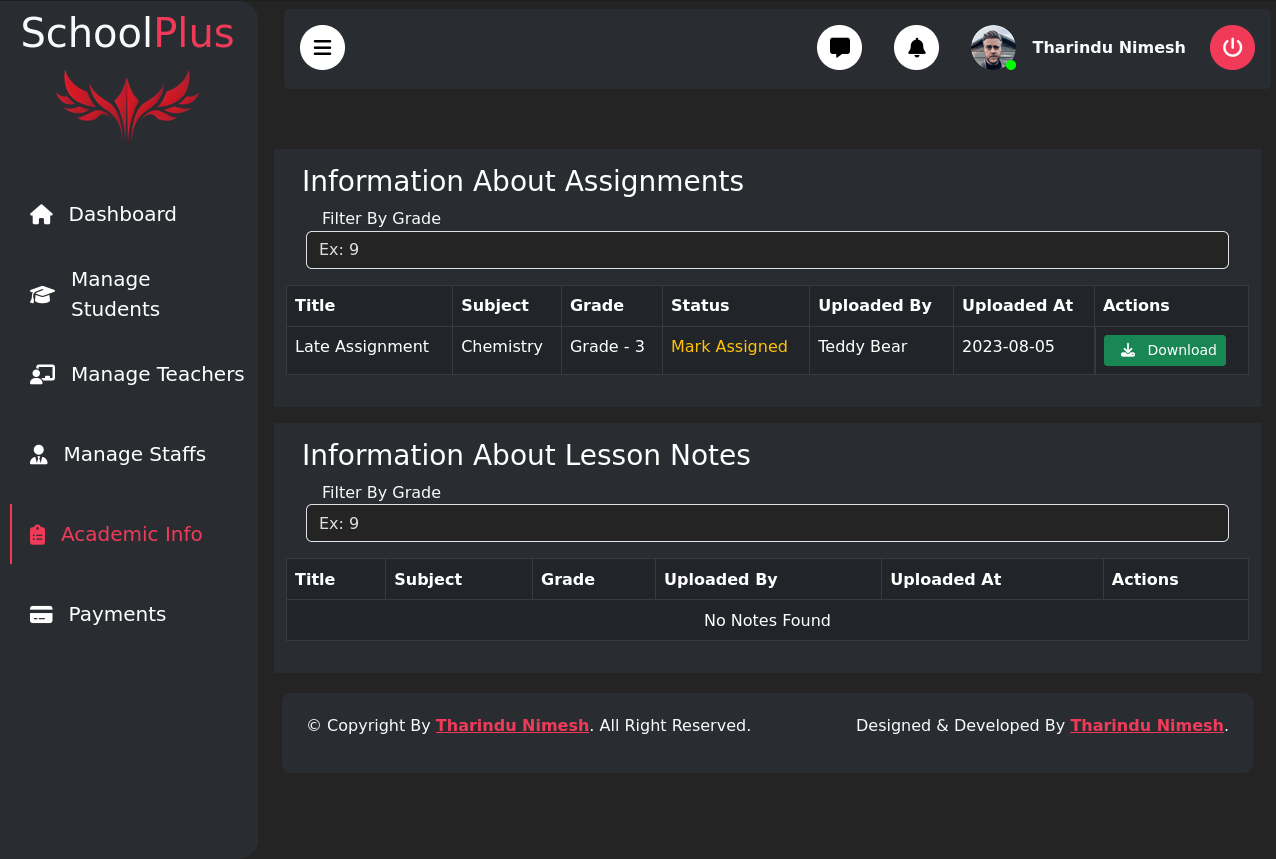 SchoolPlus
Tharindu Nimesh
Dashboard
Manage
Students
Manage Teachers
Manage Staffs
Academic Info
Payments
Information About Assignments
Filter By Grade
Ex: 9
Title Subject Grade Status Uploaded By Uploaded At Actions
Late Assignment Chemistry Grade - 3 Mark Assigned Teddy Bear 2023-08-05 Download
Information About Lesson Notes
Filter By Grade
Ex: 9
Title Subject Grade Uploaded By Uploaded At Actions
No Notes Found
© Copyright By Tharindu Nimesh. All Right Reserved. Designed & Developed By Tharindu Nimesh.